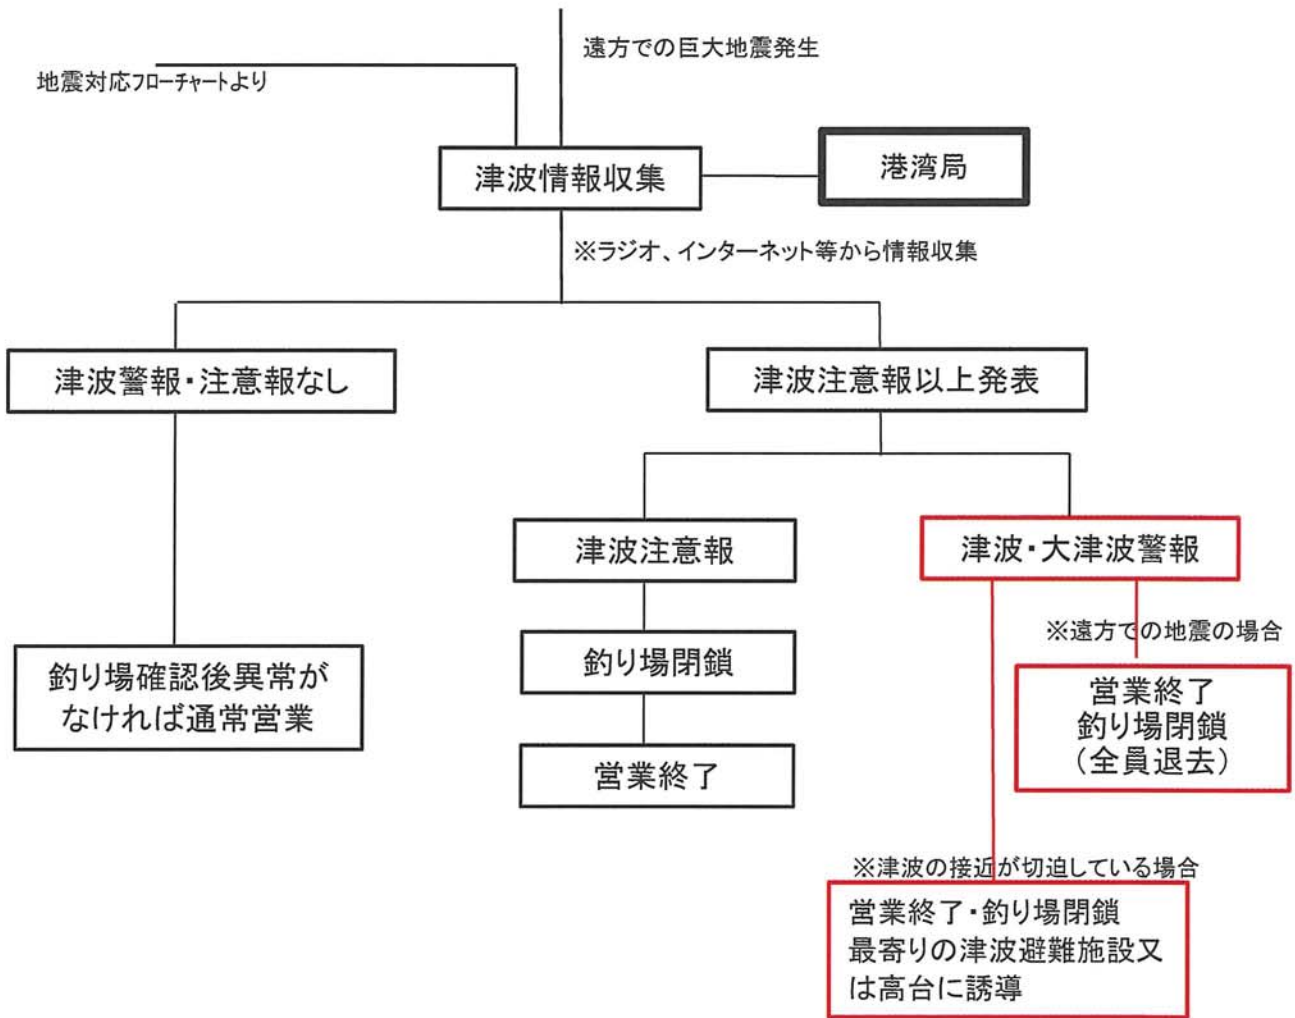 遠方での巨大地震発生
地震対応フローチャートより
津波情報収集
港湾局
※ラジオ、インターネット等から情報収集
津波警報・注意報なし
津波注意報以上発表
津波注意報
津波・大津波警報
※遠方での地震の場合
釣り場確認後異常が
なければ通常営業
釣り場閉鎖
営業終了
釣り場閉鎖
(全員退去)
営業終了
※津波の接近が切迫している場合
営業終了・釣り場閉鎖
最寄りの津波避難施設又
は高台に誘導